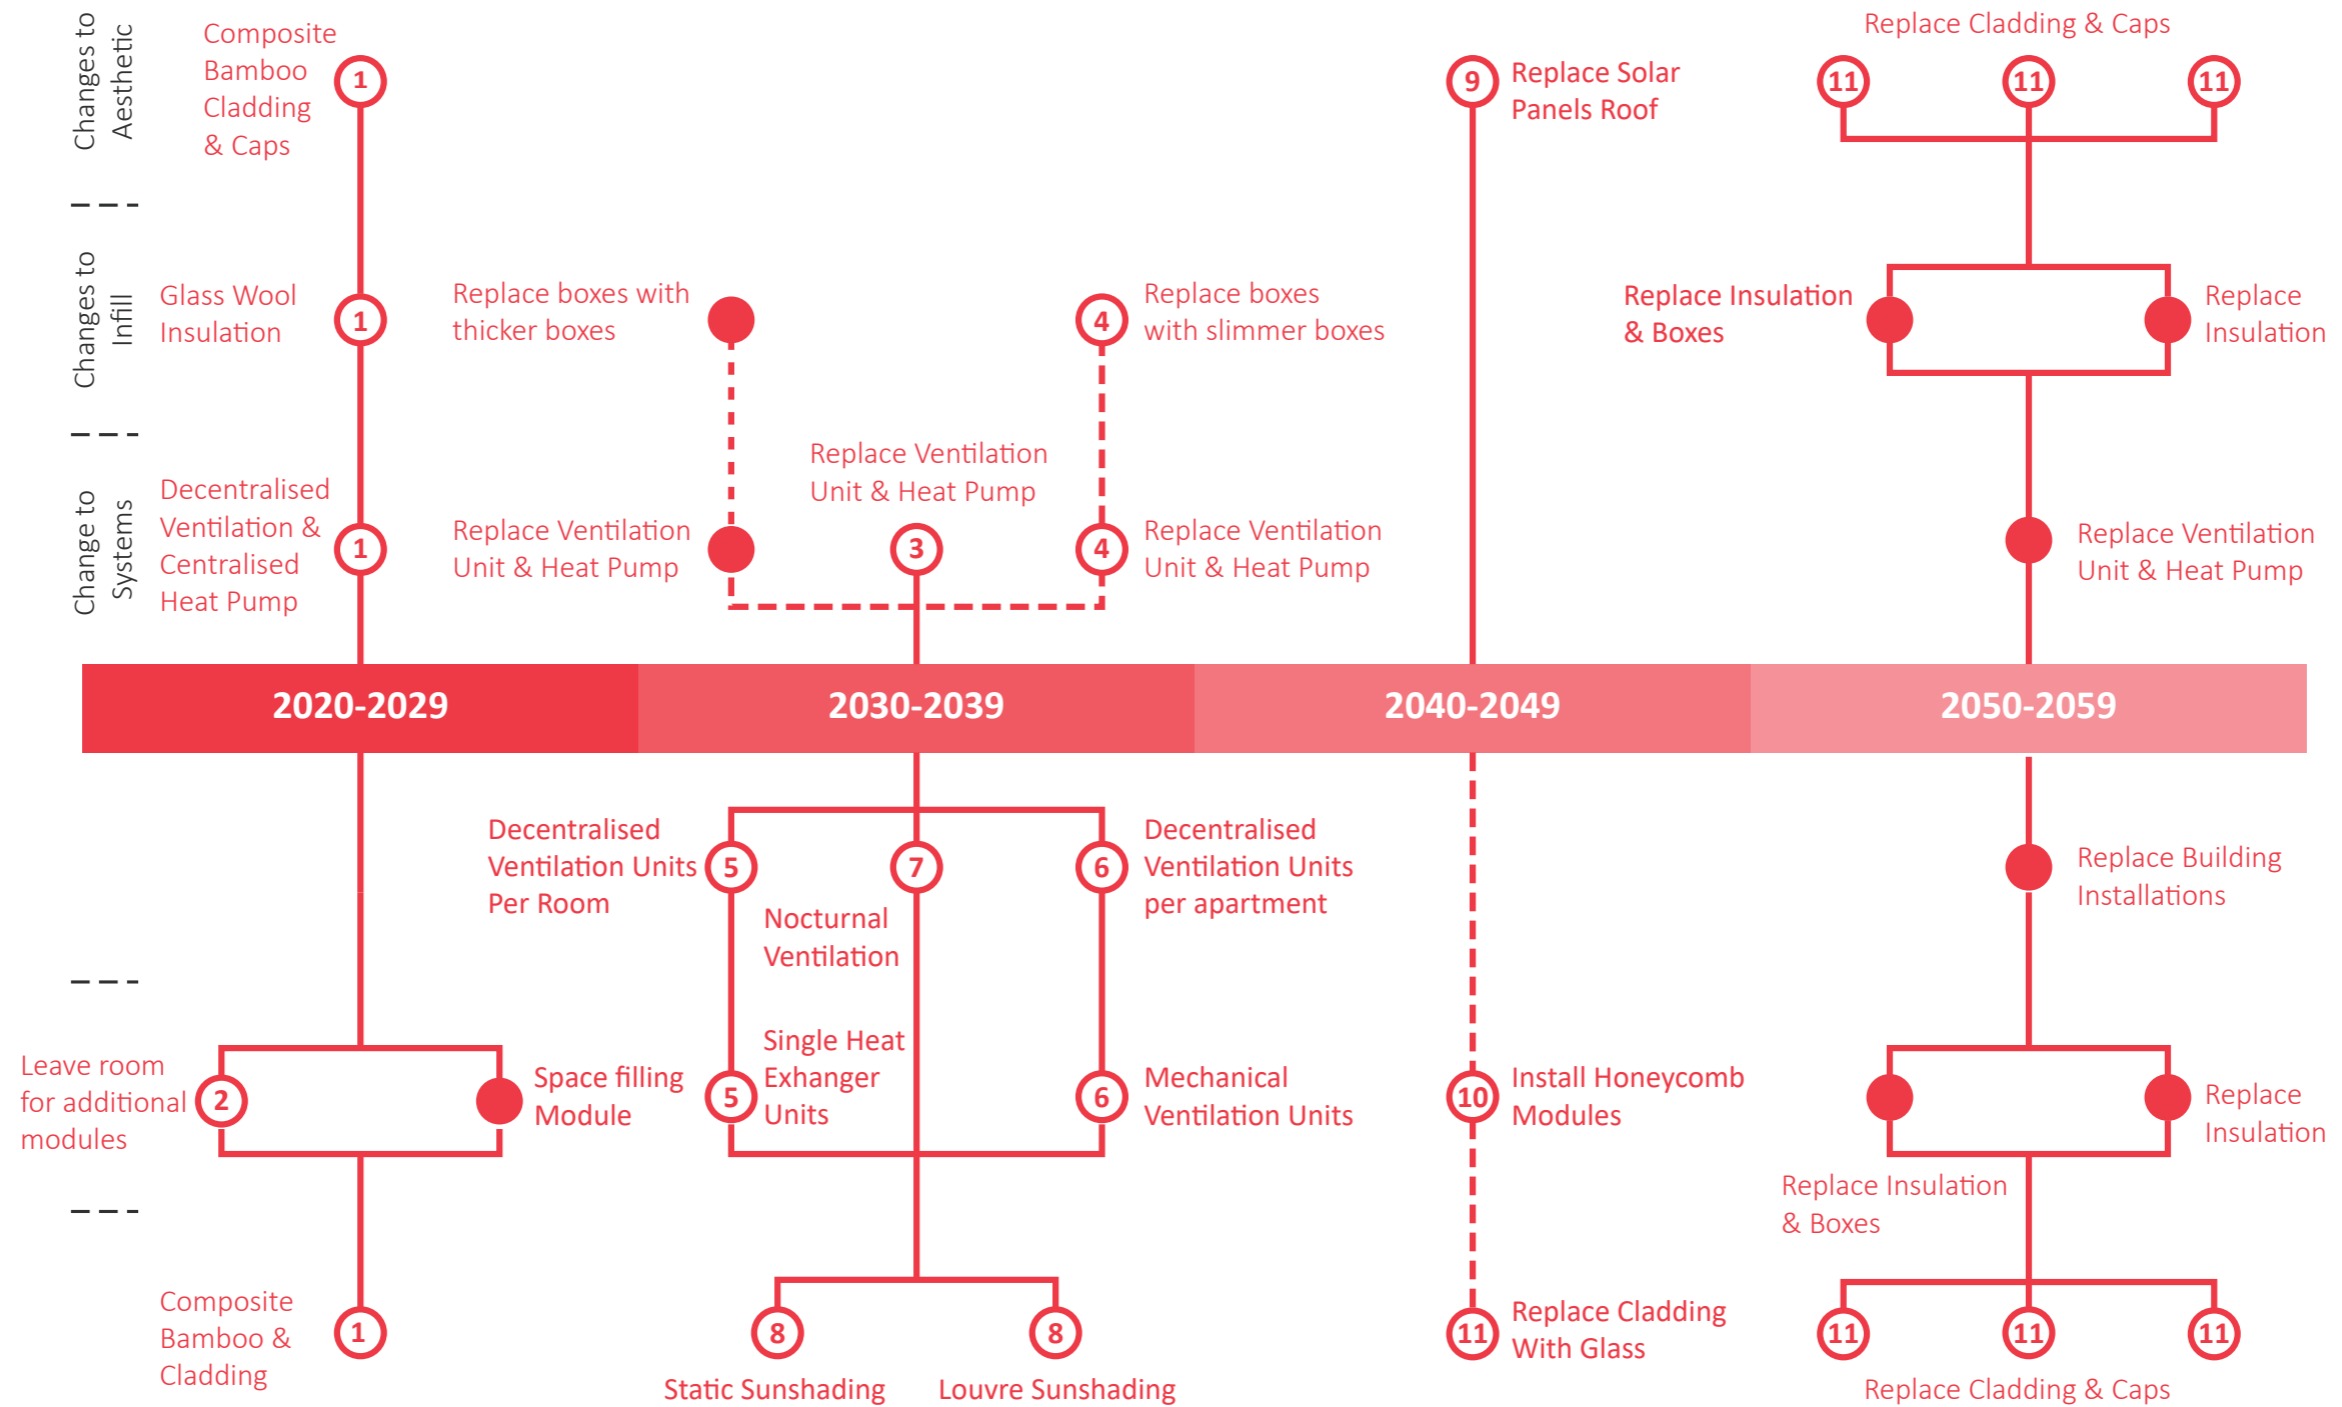 Changes to
Aesthetic
Composite
Bamboo
Cladding
& Caps
1
9
Replace Solar
Panels Roof
Replace Cladding & Caps
11
11
11
Changes to
Infill
Glass Wool
Insulation
1
Replace boxes with
thicker boxes
4
Replace boxes
with slimmer boxes
Replace Insulation
& Boxes
Replace
Insulation
Change to
Systems
Decentralised
Ventilation &
Centralised
Heat Pump
1
Replace Ventilation
Unit & Heat Pump
Replace Ventilation
Unit & Heat Pump
3
4
Replace Ventilation
Unit & Heat Pump
Replace Ventilation
Unit & Heat Pump
2020-2029
2030-2039
2040-2049
2050-2059
Decentralised
Ventilation Units
Per Room
5
7
Nocturnal
Ventilation
6
Decentralised
Ventilation Units
per apartment
Replace Building
Installations
Leave room
for additional
modules
2
Space filling
Module
5
Single Heat
Exhanger
Units
6
Mechanical
Ventilation Units
10
Install Honeycomb
Modules
Replace Insulation
& Boxes
Replace
Insulation
Composite
Bamboo &
Cladding
1
8
Static Sunshading
8
Louvre Sunshading
11
Replace Cladding
With Glass
11
11
11
Replace Cladding & Caps